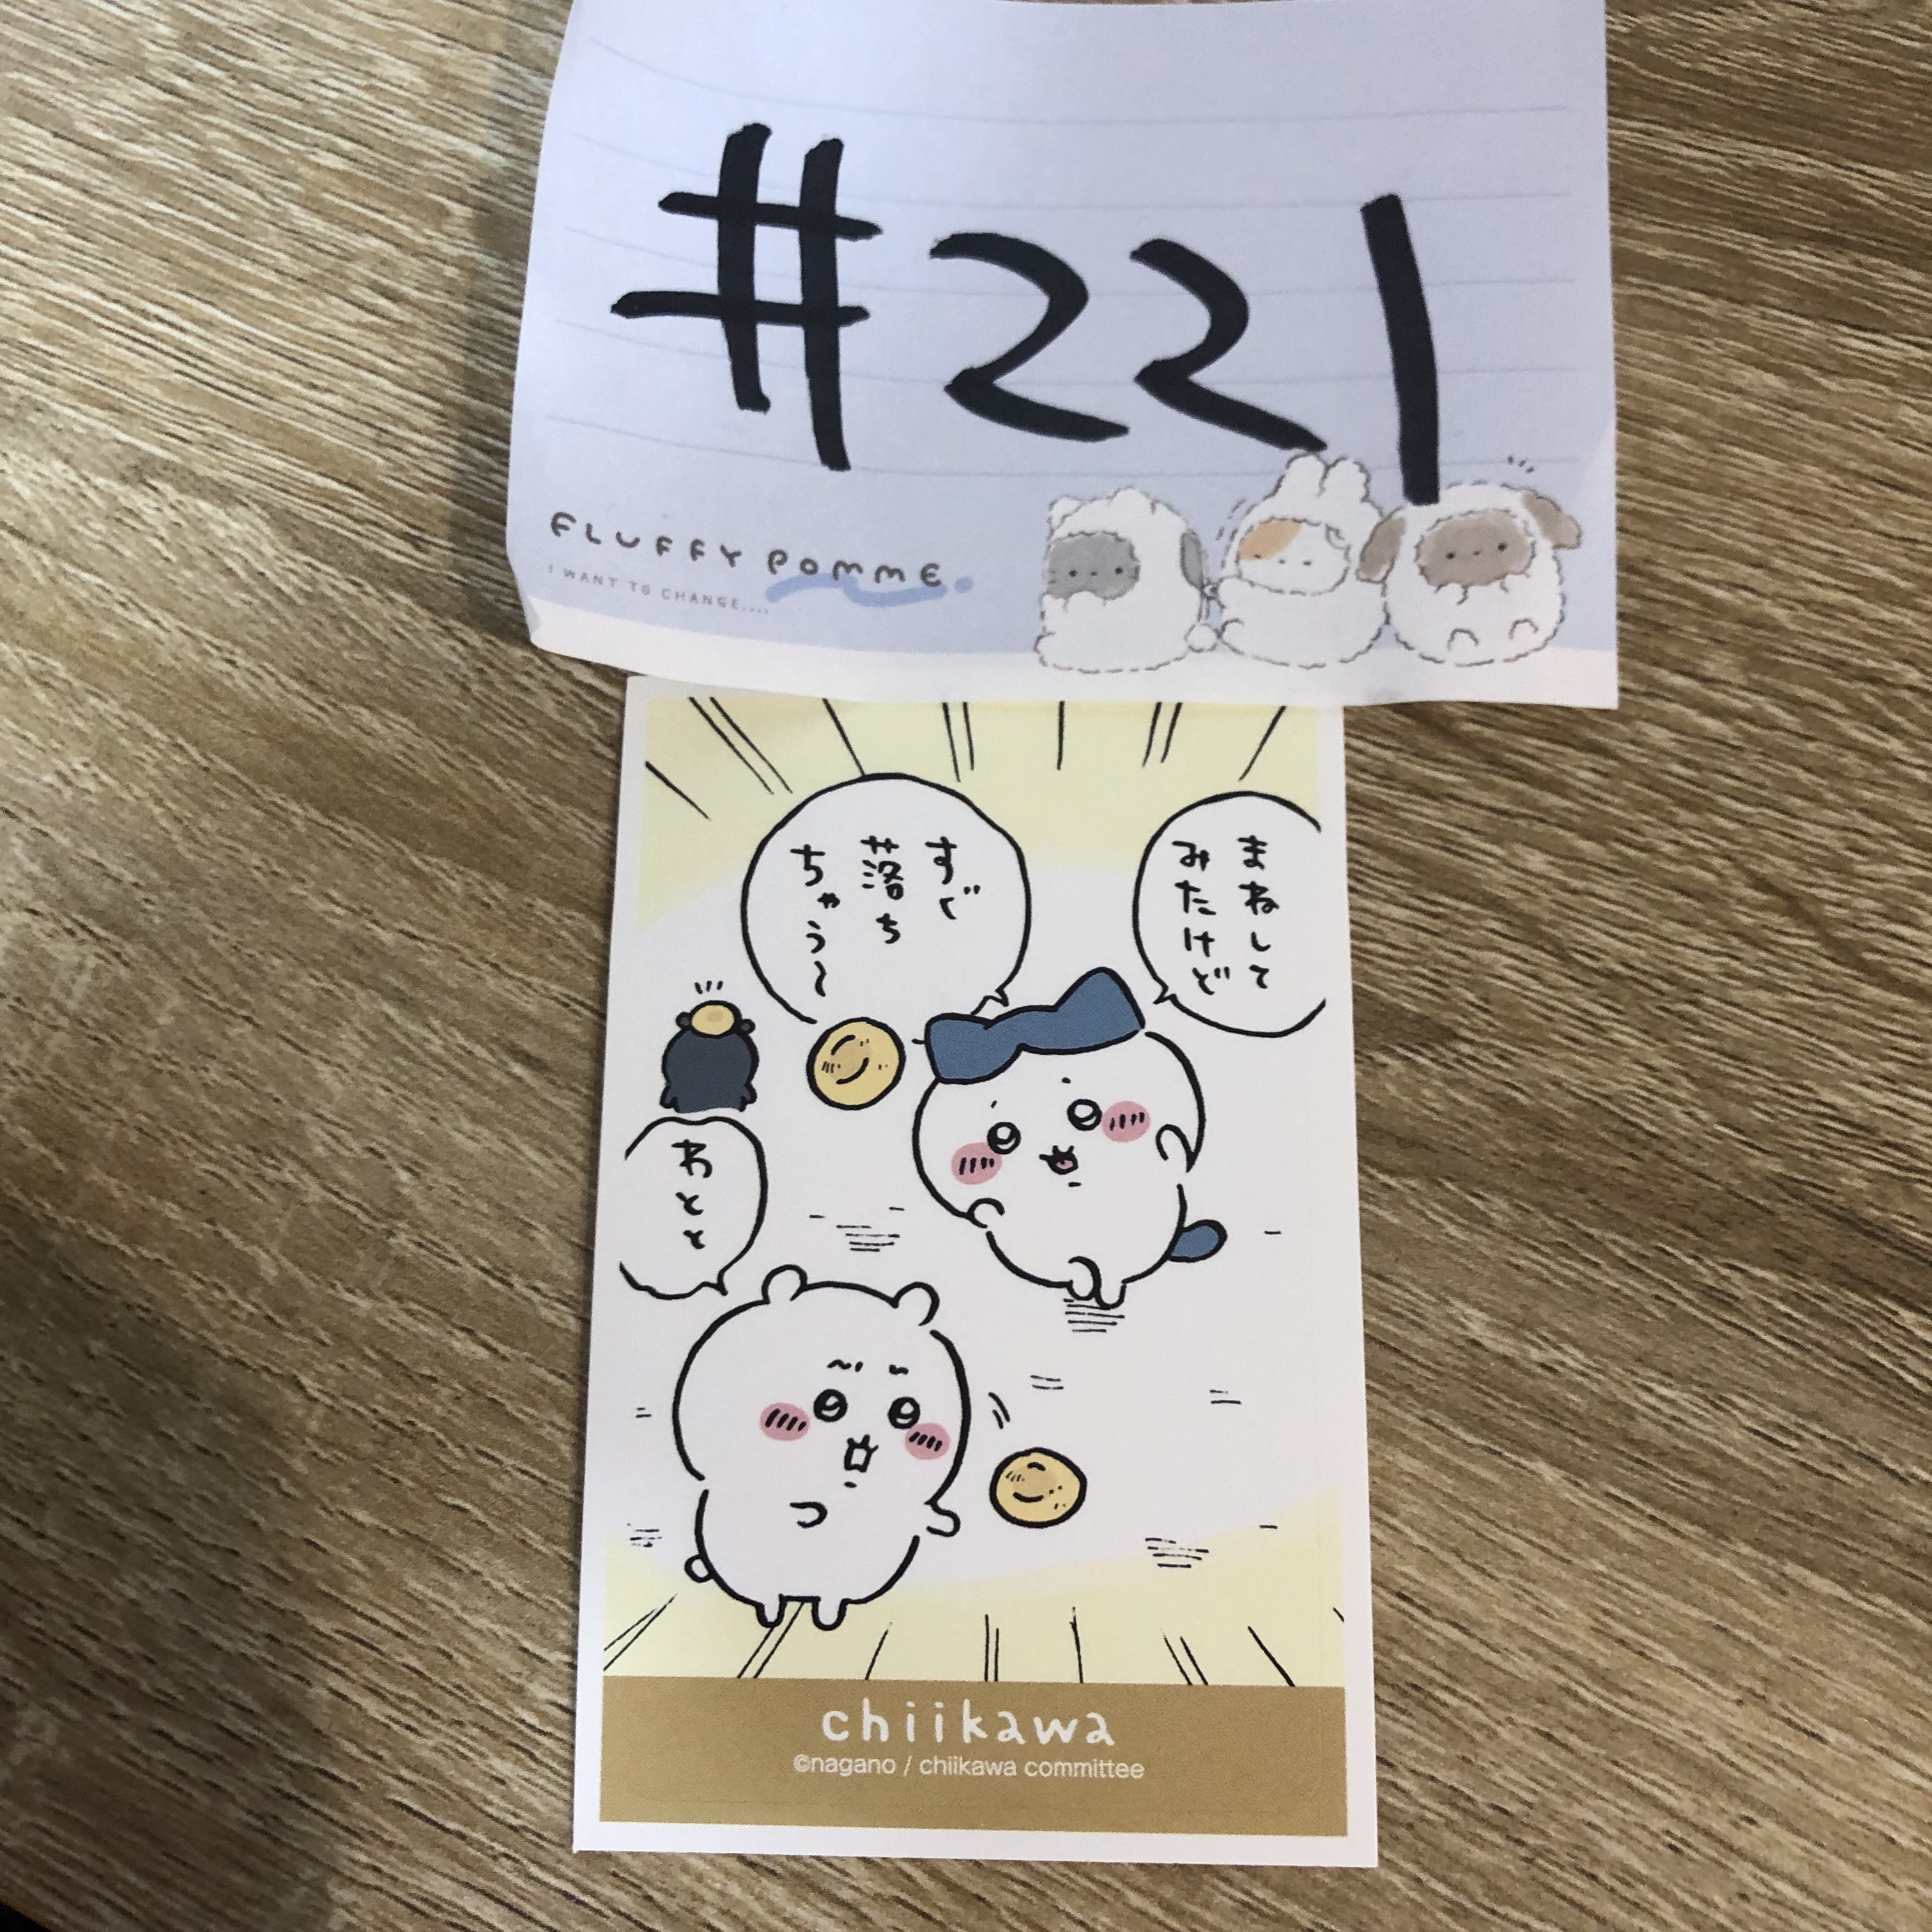 #221
FLUFFY POMME
I WANT TO CHANGE....
まねして
みたけど
すぐ
落ち
ちゃう〜
わとと
chiikawa
©nagano / chiikawa committee